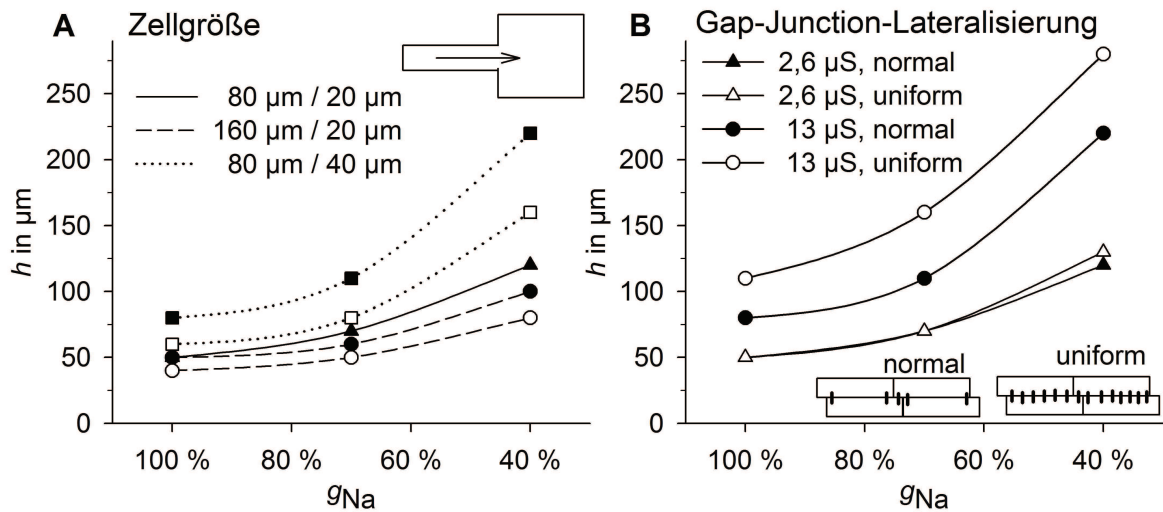 A Zellgröße
80 µm / 20 µm
160 µm / 20 µm
80 µm / 40 µm
250
200
150
100
50
0
h in µm
100 %
80 %
60 %
40 %
gNa
B Gap-Junction-Lateralisierung
2,6 µS, normal
2,6 µS, uniform
13 µS, normal
13 µS, uniform
250
200
150
100
50
0
h in µm
normal
uniform
100 %
80 %
60 %
40 %
gNa